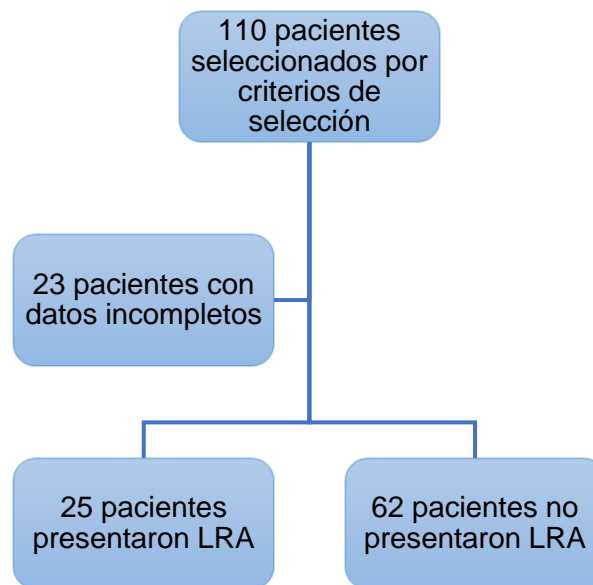 110 pacientes
seleccionados por
criterios de
selección
23 pacientes con
datos incompletos
25 pacientes
presentaron LRA
62 pacientes no
presentaron LRA